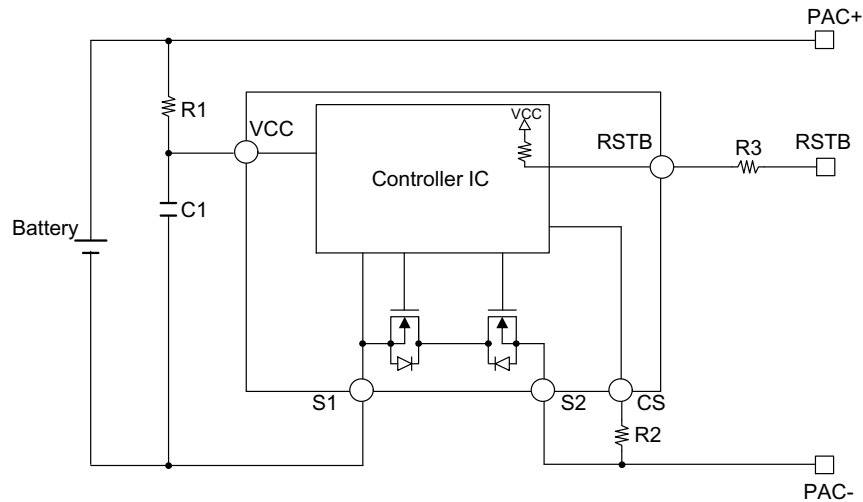 PAC+
R1
VCC
VCC
RSTB
R3
RSTB
Controller IC
C1
Battery
S1
S2
CS
R2
PAC-